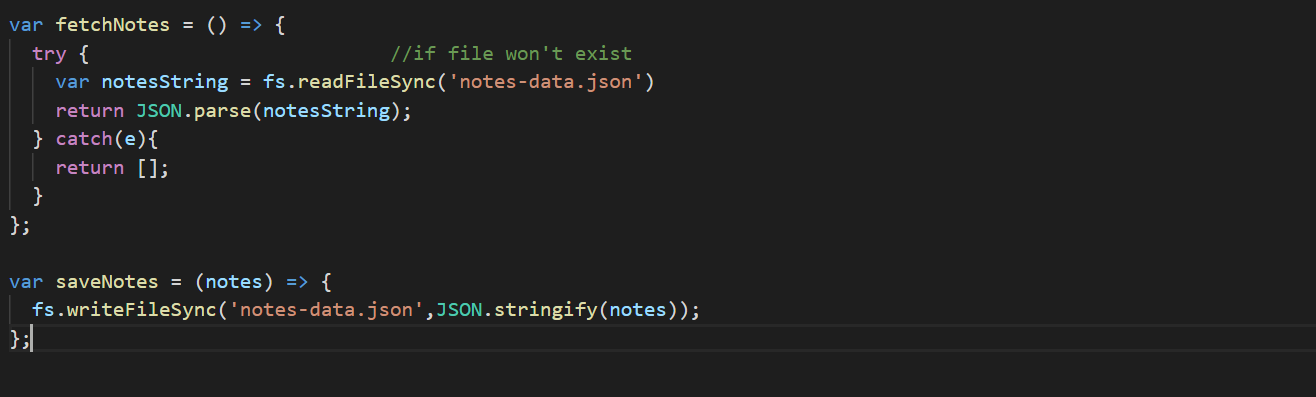 var fetchNotes = () => {
  try {                          //if file won't exist
    var notesString = fs.readFileSync('notes-data.json')
    return JSON.parse(notesString);
  } catch(e){
    return [];
  }
};

var saveNotes = (notes) => {
  fs.writeFileSync('notes-data.json',JSON.stringify(notes));
};